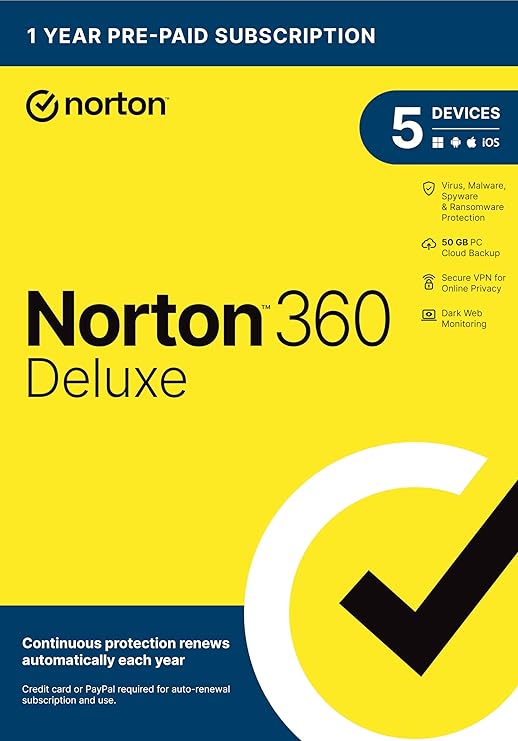 1 YEAR PRE-PAID SUBSCRIPTION
norton
5
DEVICES
iOS
Virus, Malware,
Spyware
& Ransomware
Protection
50 GB PC
Cloud Backup
Secure VPN for
Online Privacy
Dark Web
Monitoring
Norton™ 360
Deluxe
Continuous protection renews
automatically each year
Credit card or PayPal required for auto-renewal
subscription and use.